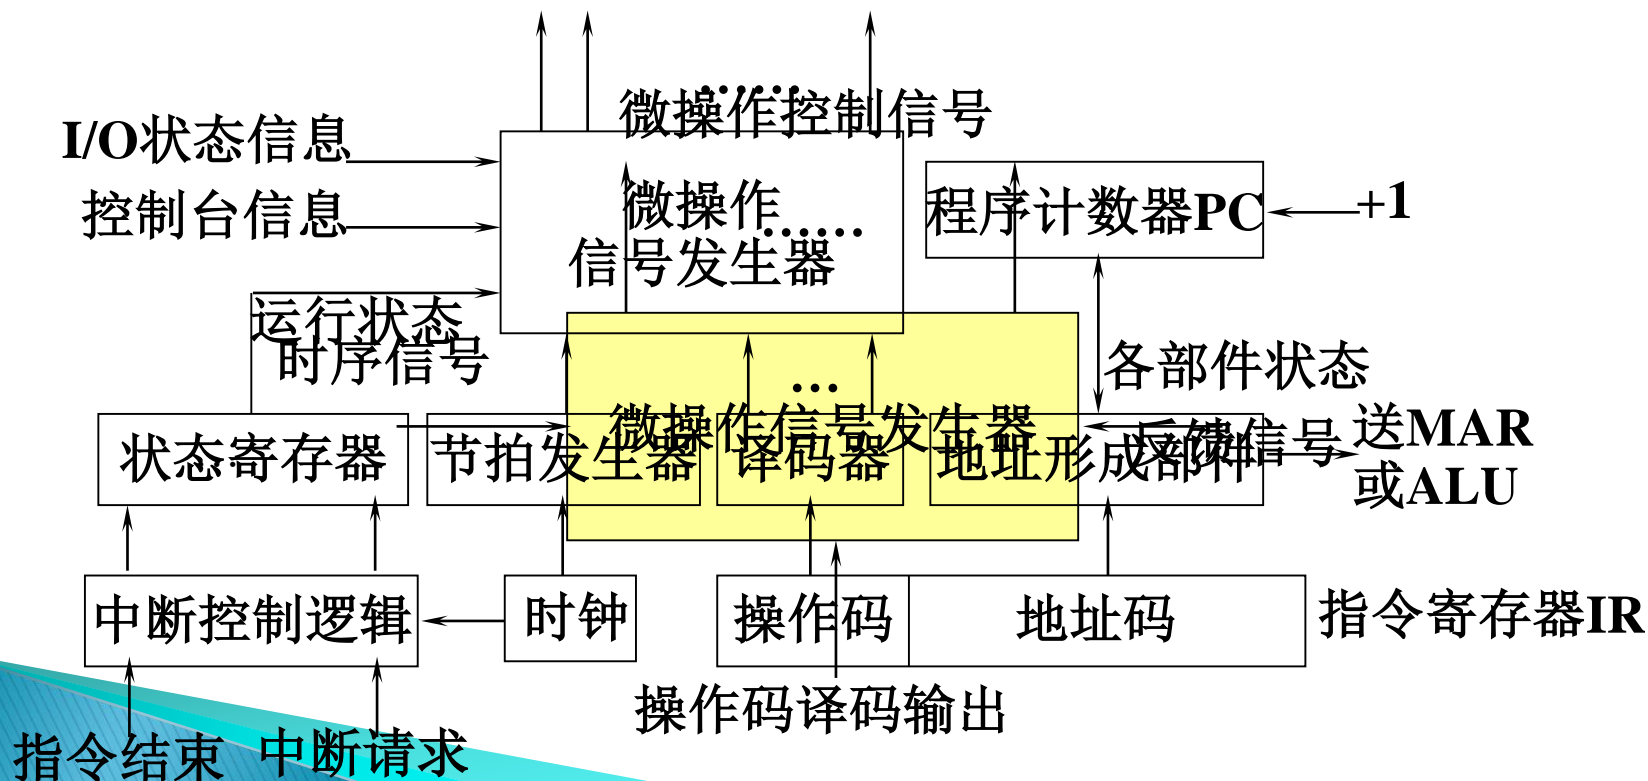 ……
微操作控制信号
I/O状态信息
控制台信息
微操作
……
信号发生器
程序计数器PC
+1
运行状态
时序信号
…
各部件状态
反馈信号
微操作信号发生器
状态寄存器
节拍发生器
译码器
地址形成部件
送MAR
或ALU
中断控制逻辑
时钟
操作码
地址码
指令寄存器IR
操作码译码输出
指令结束
中断请求